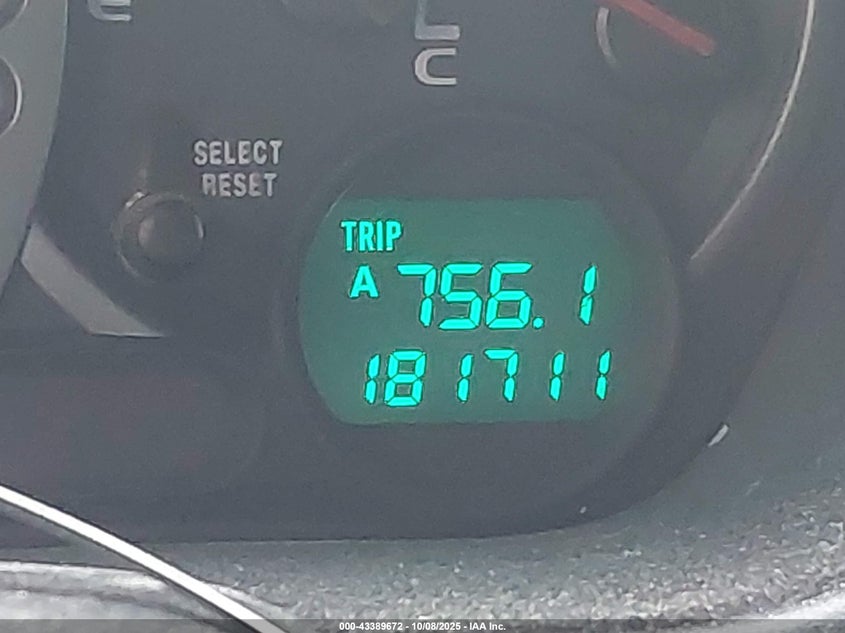 E
C
SELECT
RESET
TRIP
A 756.1
181711
000-43389672 - 10/08/2025 - IAA Inc.